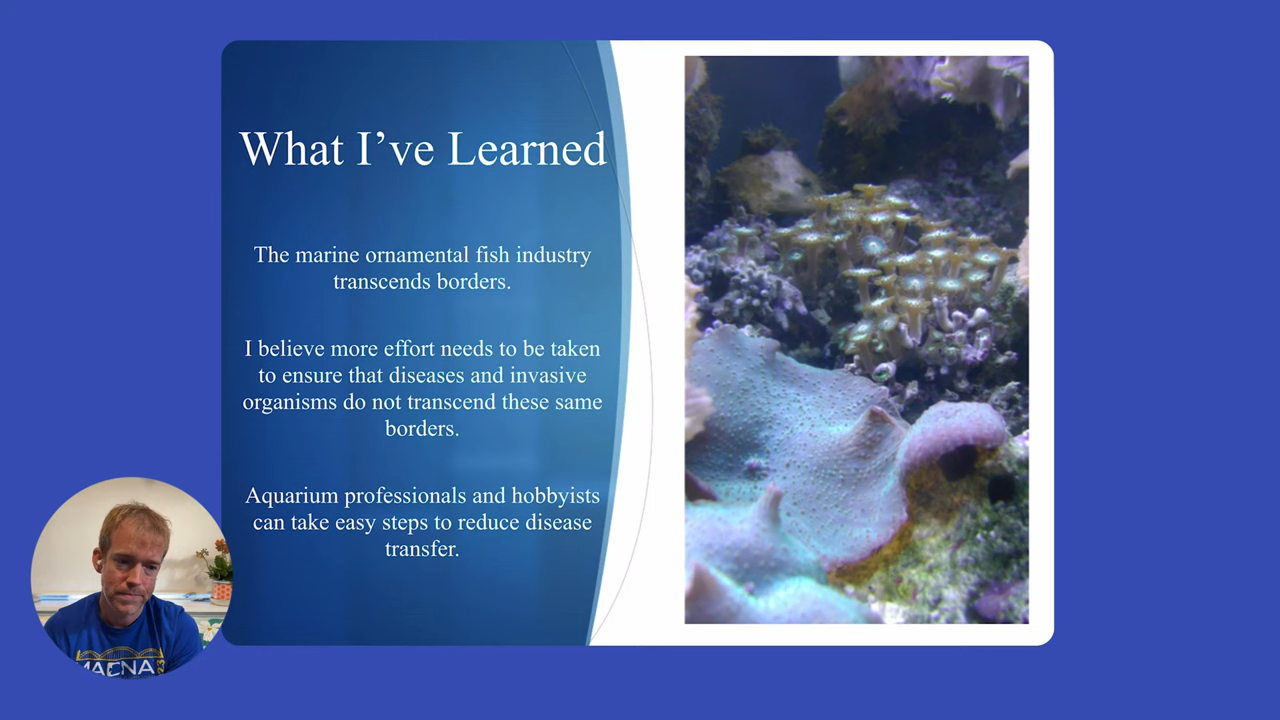 What I've Learned
The marine ornamental fish industry
transcends borders.
I believe more effort needs to be taken
to ensure that diseases and invasive
organisms do not transcend these same
borders.
Aquarium professionals and hobbyists
can take easy steps to reduce disease
transfer.
MACNA
23